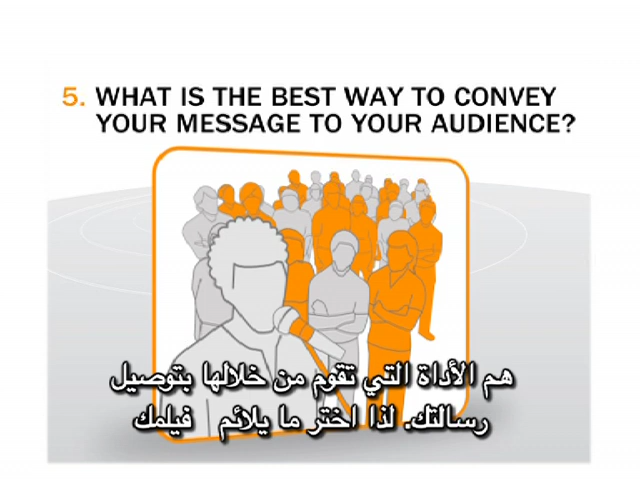 5. WHAT IS THE BEST WAY TO CONVEY
YOUR MESSAGE TO YOUR AUDIENCE?
هم الأداة التي تقوم من خلالها بتوصيل
رسالتك. لذا اختر ما يلائم فيلمك